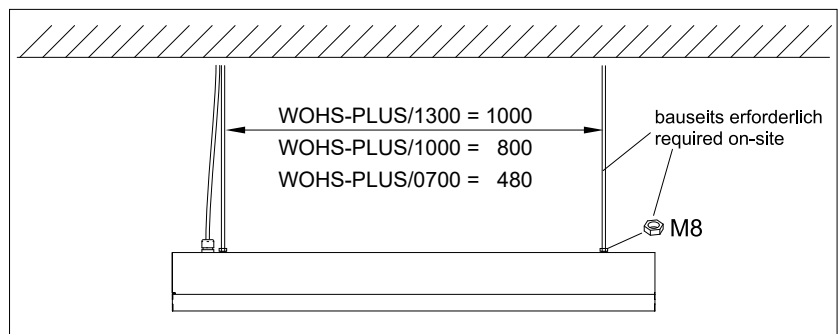 WOHS-PLUS/1300 = 1000
WOHS-PLUS/1000 = 800
WOHS-PLUS/0700 = 480
bauseits erforderlich
required on-site
M8